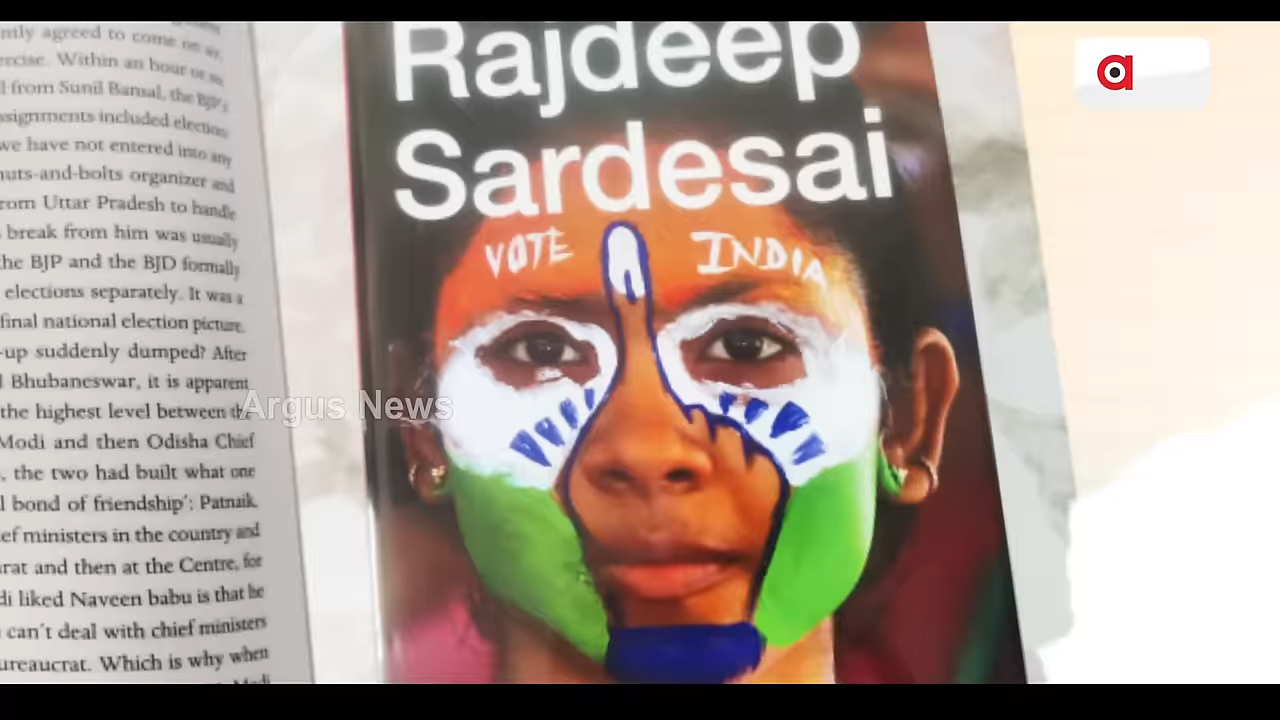 ntly agreed to come on air,
ercise. Within an hour or so,
l from Sunil Bansal, the BJP's
ssignments included election
we have not entered into any
nuts-and-bolts organizer and
rom Uttar Pradesh to handle
break from him was usually
the BJP and the BJD formally
elections separately. It was a
final national election picture.
-up suddenly dumped? After
l Bhubaneswar, it is apparent
the highest level between the
Modi and then Odisha Chief
, the two had built what one
l bond of friendship': Patnaik,
ef ministers in the country and
rat and then at the Centre, for
di liked Naveen babu is that he
can't deal with chief ministers
ureaucrat. Which is why when
Modi
Rajdeep
Sardesai
VOTE INDIA
Argus News
a